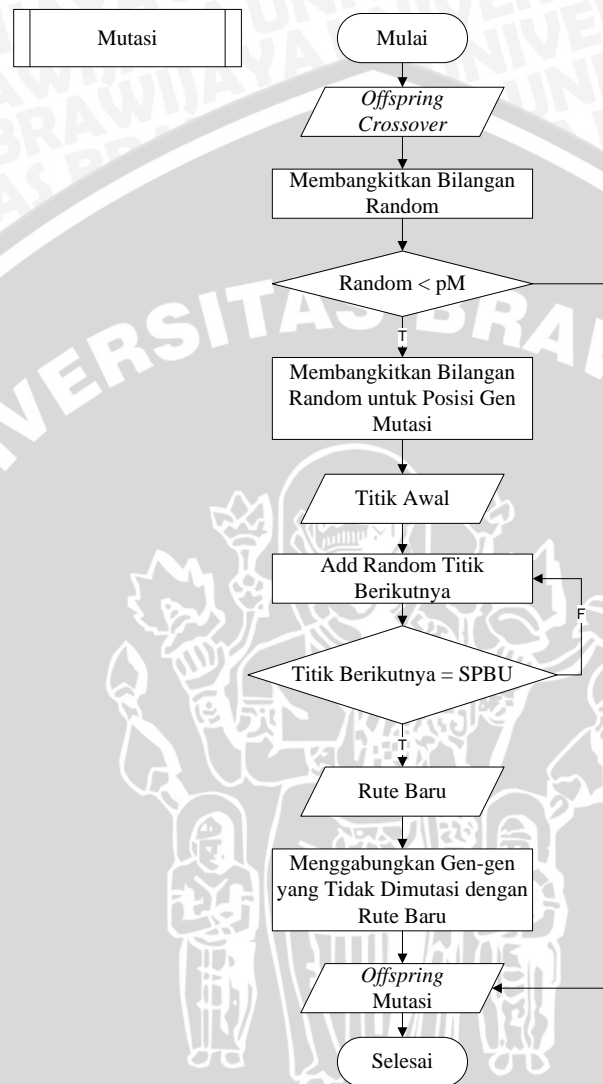 Mutasi
Mulai
Offspring
Crossover
Membangkitkan Bilangan
Random
Random < pM
T
Membangkitkan Bilangan
Random untuk Posisi Gen
Mutasi
Titik Awal
Add Random Titik
Berikutnya
F
Titik Berikutnya = SPBU
T
Rute Baru
Menggabungkan Gen-gen
yang Tidak Dimutasi dengan
Rute Baru
Offspring
Mutasi
Selesai
VERSITAS BRA